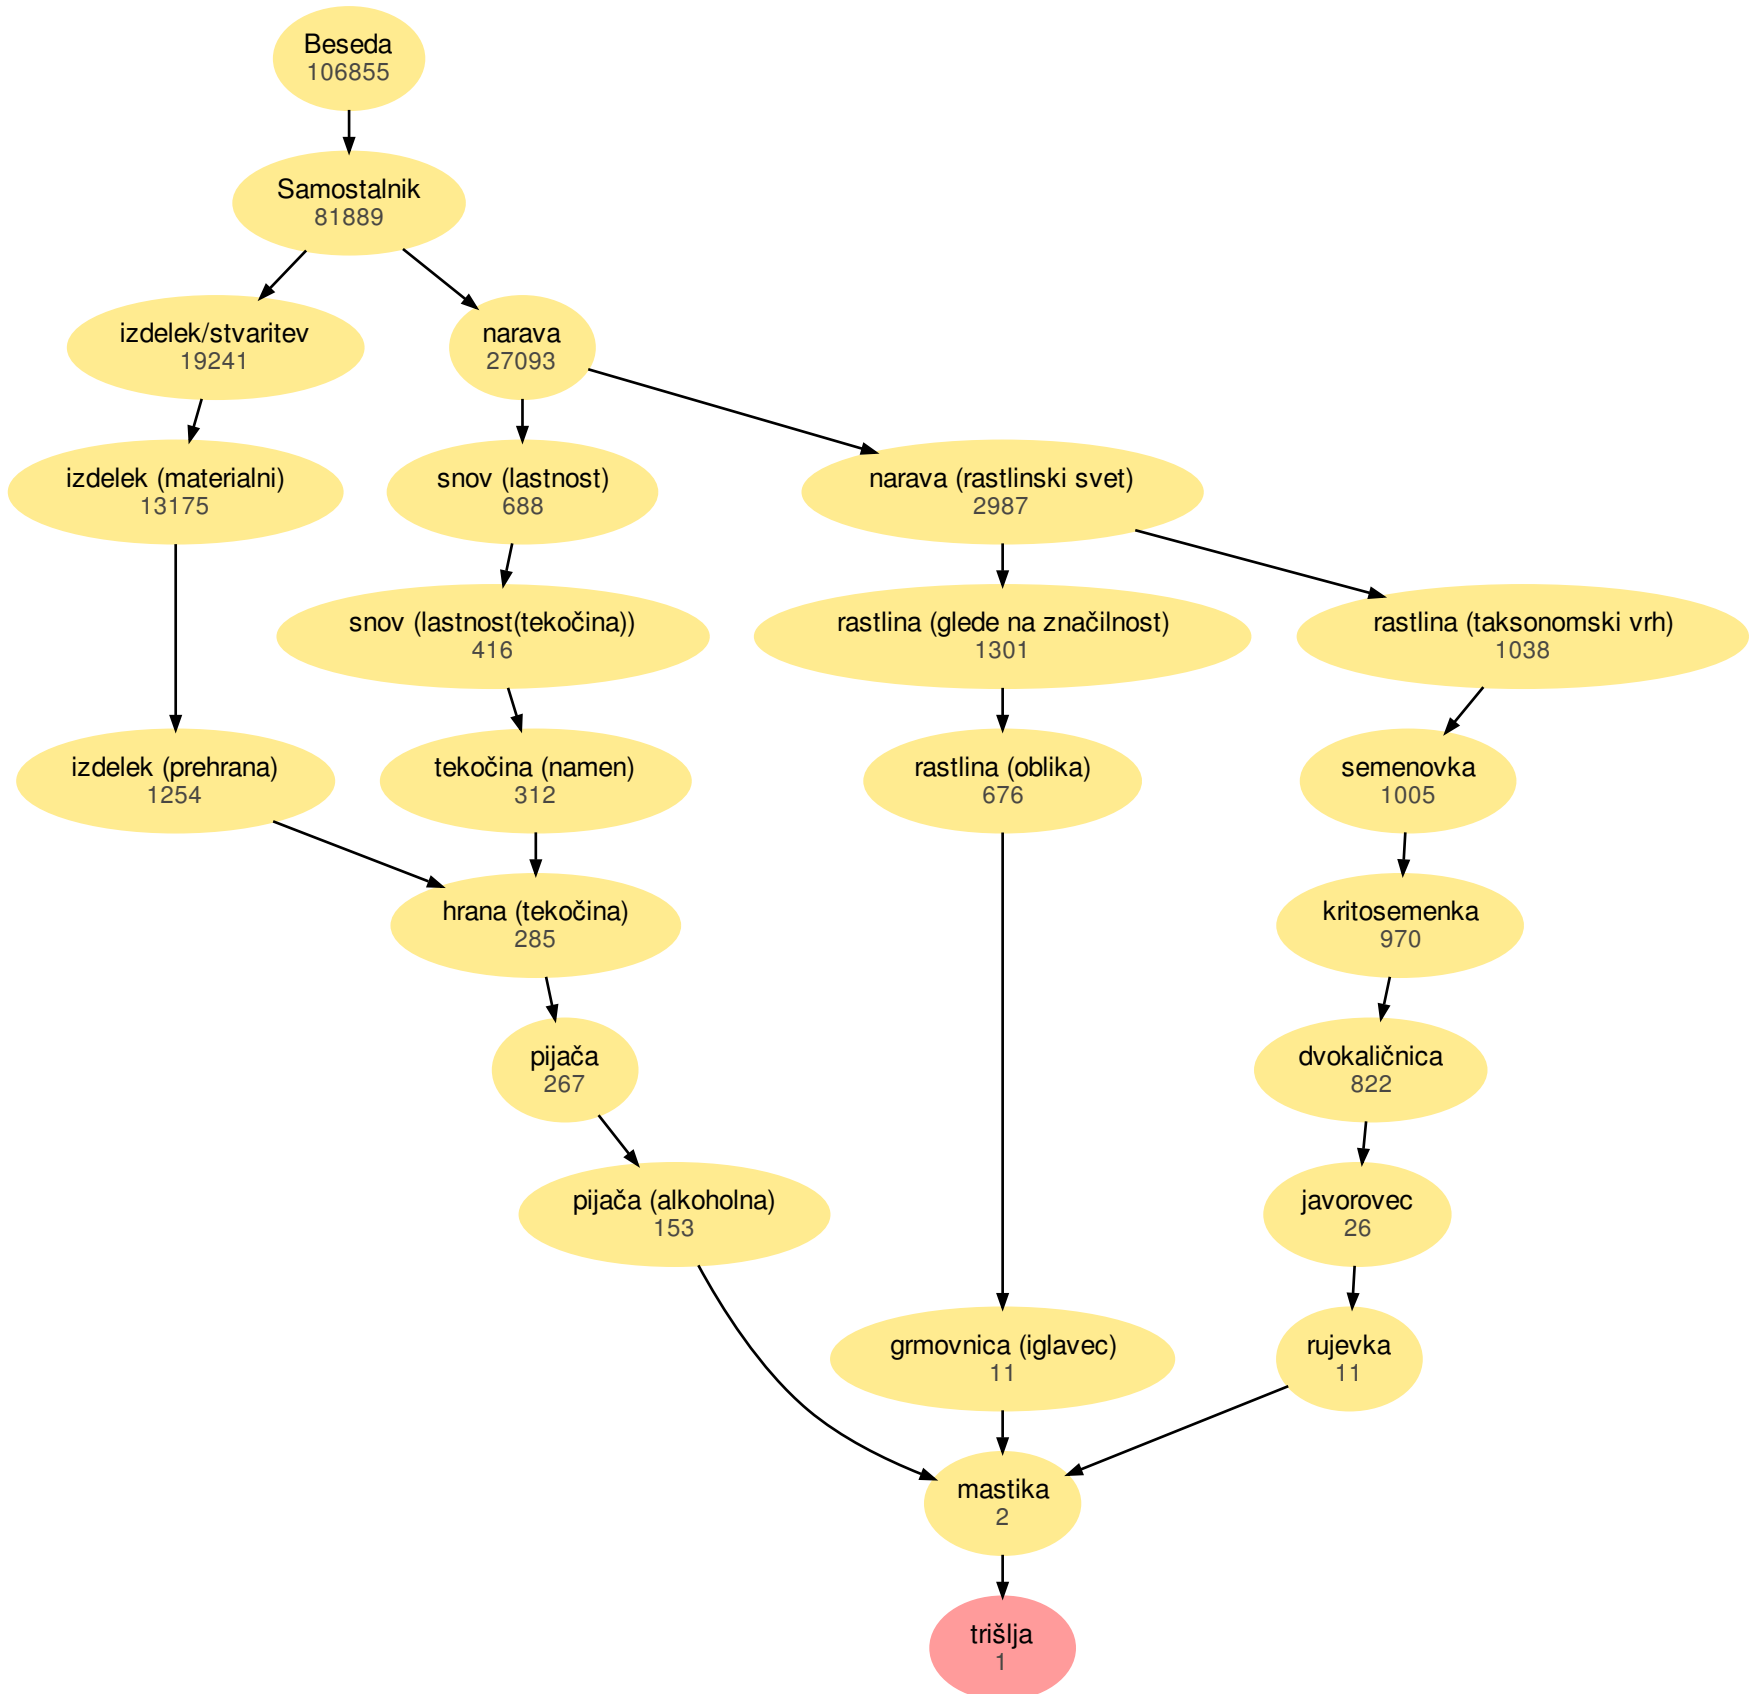 Beseda
106855
Samostalnik
81889
izdelek/stvaritev
19241
narava
27093
izdelek (materialni)
13175
snov (lastnost)
688
narava (rastlinski svet)
2987
snov (lastnost(tekočina))
416
rastlina (glede na značilnost)
1301
rastlina (taksonomski vrh)
1038
izdelek (prehrana)
1254
tekočina (namen)
312
rastlina (oblika)
676
semenovka
1005
hrana (tekočina)
285
kritosemenka
970
pijača
267
dvokaličnica
822
pijača (alkoholna)
153
javorovec
26
grmovnica (iglavec)
11
rujevka
11
mastika
2
trišlja
1